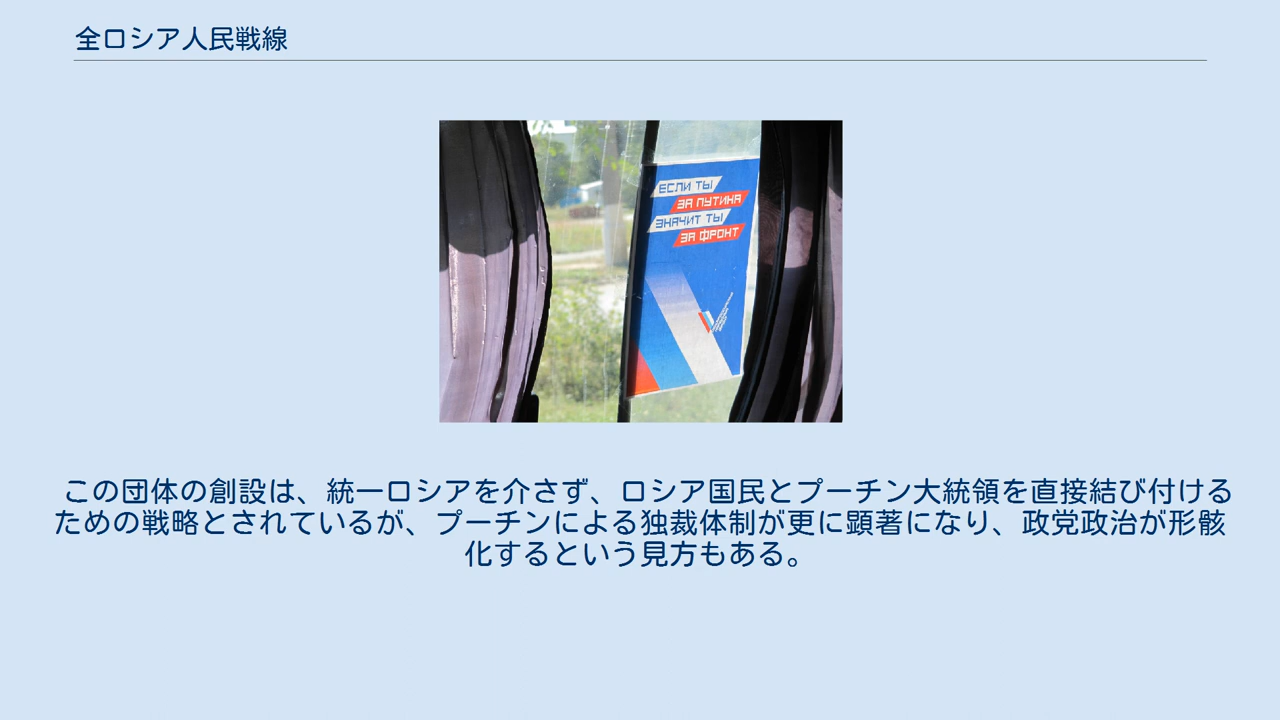 全ロシア人民戦線
ЕСЛИ ТЫ
ЗА ПУТИНА
ЗНАЧИТ ТЫ
ЗА ФРОНТ
この団体の創設は、統一ロシアを介さず、ロシア国民とプーチン大統領を直接結び付ける
ための戦略とされているが、プーチンによる独裁体制が更に顕著になり、政党政治が形骸
化するという見方もある。